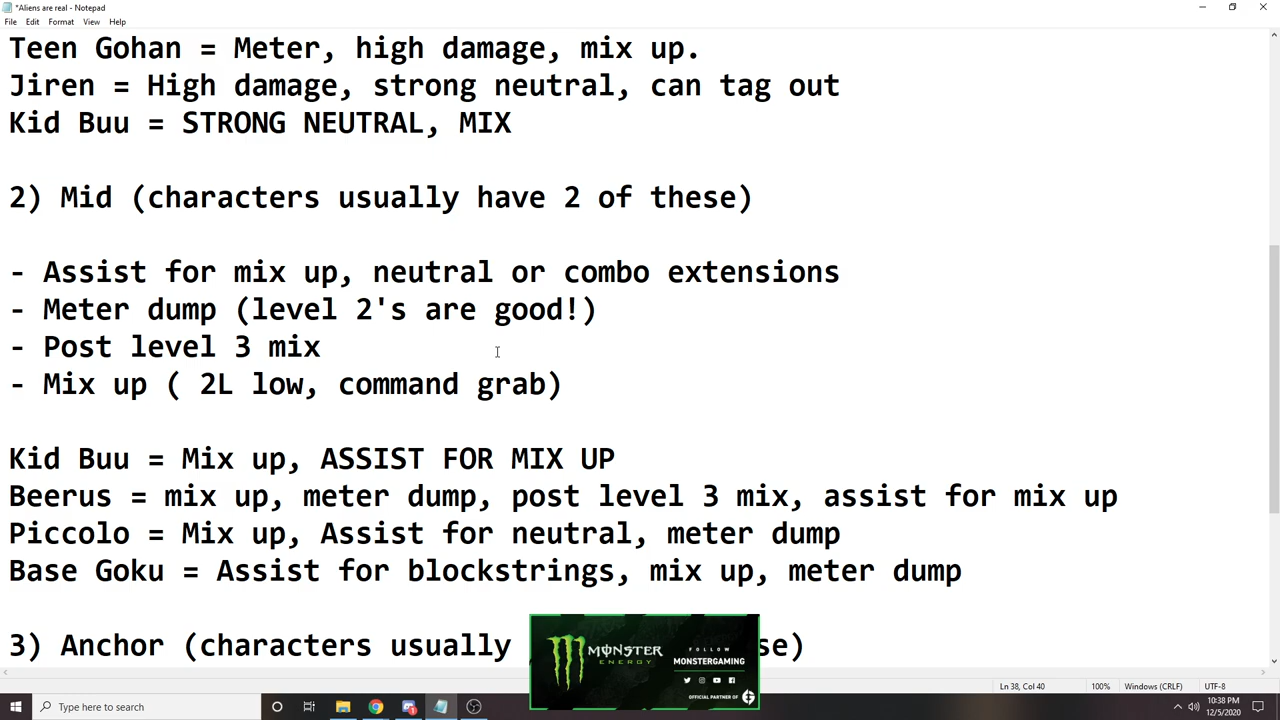 *Aliens are real - Notepad
File Edit Format View Help
Teen Gohan = Meter, high damage, mix up.
Jiren = High damage, strong neutral, can tag out
Kid Buu = STRONG NEUTRAL, MIX
2) Mid (characters usually have 2 of these)
- Assist for mix up, neutral or combo extensions
- Meter dump (level 2's are good!)
- Post level 3 mix
- Mix up ( 2L low, command grab)
Kid Buu = Mix up, ASSIST FOR MIX UP
Beerus = mix up, meter dump, post level 3 mix, assist for mix up
Piccolo = Mix up, Assist for neutral, meter dump
Base Goku = Assist for blockstrings, mix up, meter dump
3) Anchor (characters usually se)
MONSTER
ENERGY
FOLLOW
MONSTERGAMING
OFFICIAL PARTNER OF
Ln 38, Col 40 100% Windows (CRLF) UTF-8
Type here to search
10:38 PM
12/5/2020